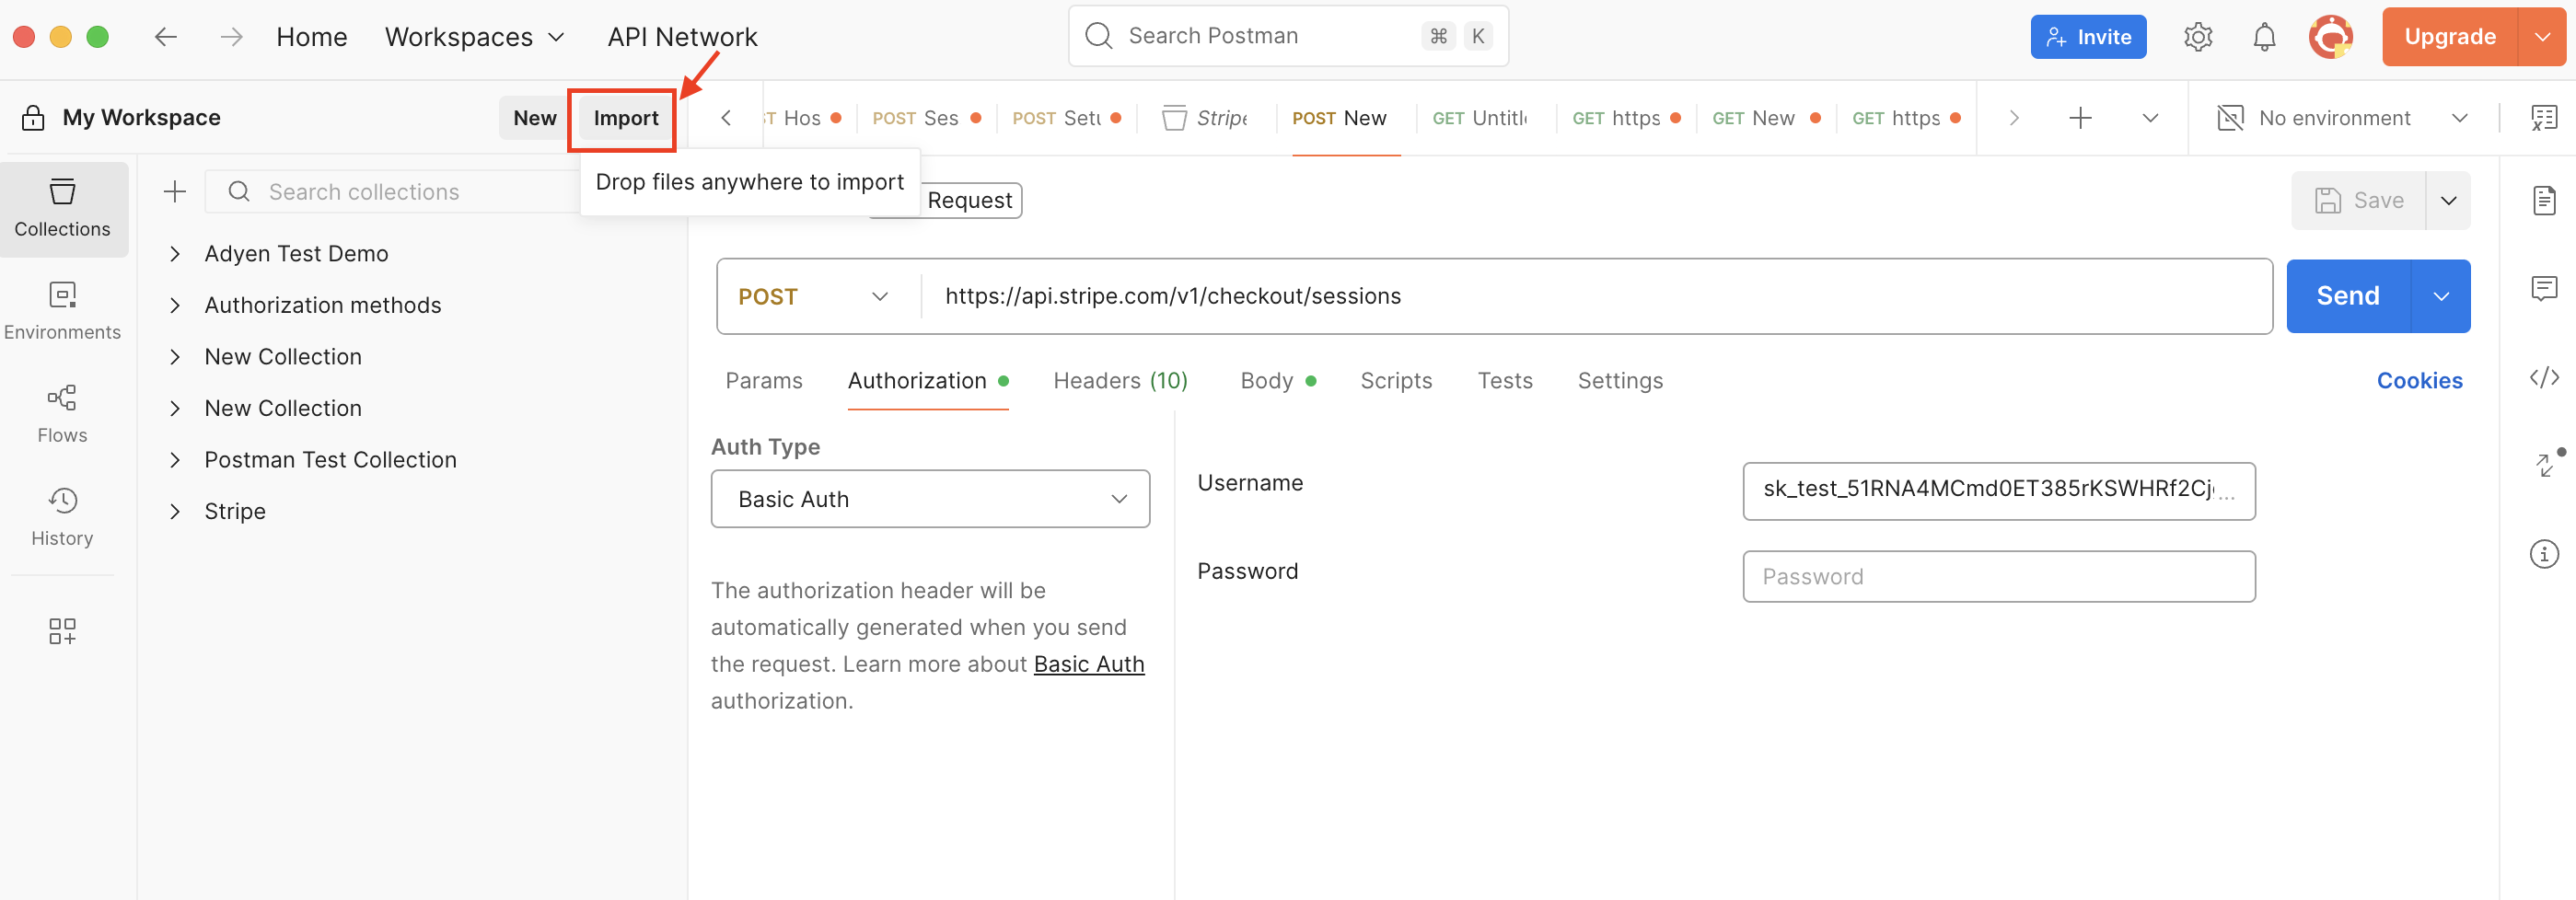 Home Workspaces API Network Search Postman ⌘ K Invite Upgrade
My Workspace New Import
Hos POST Ses POST Setu Stripe POST New GET Untitl GET https GET New GET https No environment
Collections
Search collections
Drop files anywhere to import
Request
Save
Adyen Test Demo
Authorization methods
New Collection
New Collection
Postman Test Collection
Stripe
Environments
Flows
History
POST https://api.stripe.com/v1/checkout/sessions Send
Params Authorization Headers (10) Body Scripts Tests Settings Cookies
Auth Type
Basic Auth
The authorization header will be
automatically generated when you send
the request. Learn more about Basic Auth
authorization.
Username sk_test_51RNA4MCmd0ET385rKSWHRf2Cj...
Password Password